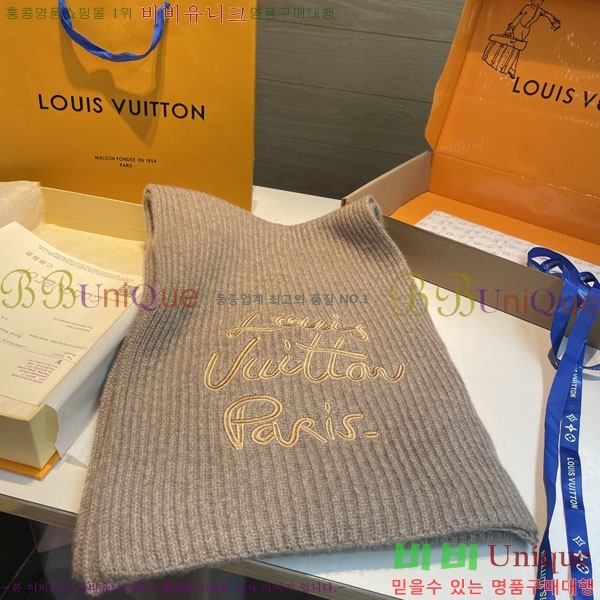 홍콩명품쇼핑몰 1위 비비유니크명품구매대행
LOUIS VUITTON
MAISON FONDÉE EN 1854
PARIS
LOUIS VUITTON
BBUniQue 동종업계 최고의 품질 NO.1 BBUniQue
Louis
Vuitton
Paris.
LOUIS VUITTON
비비 Unique
믿을수 있는 명품구매대행